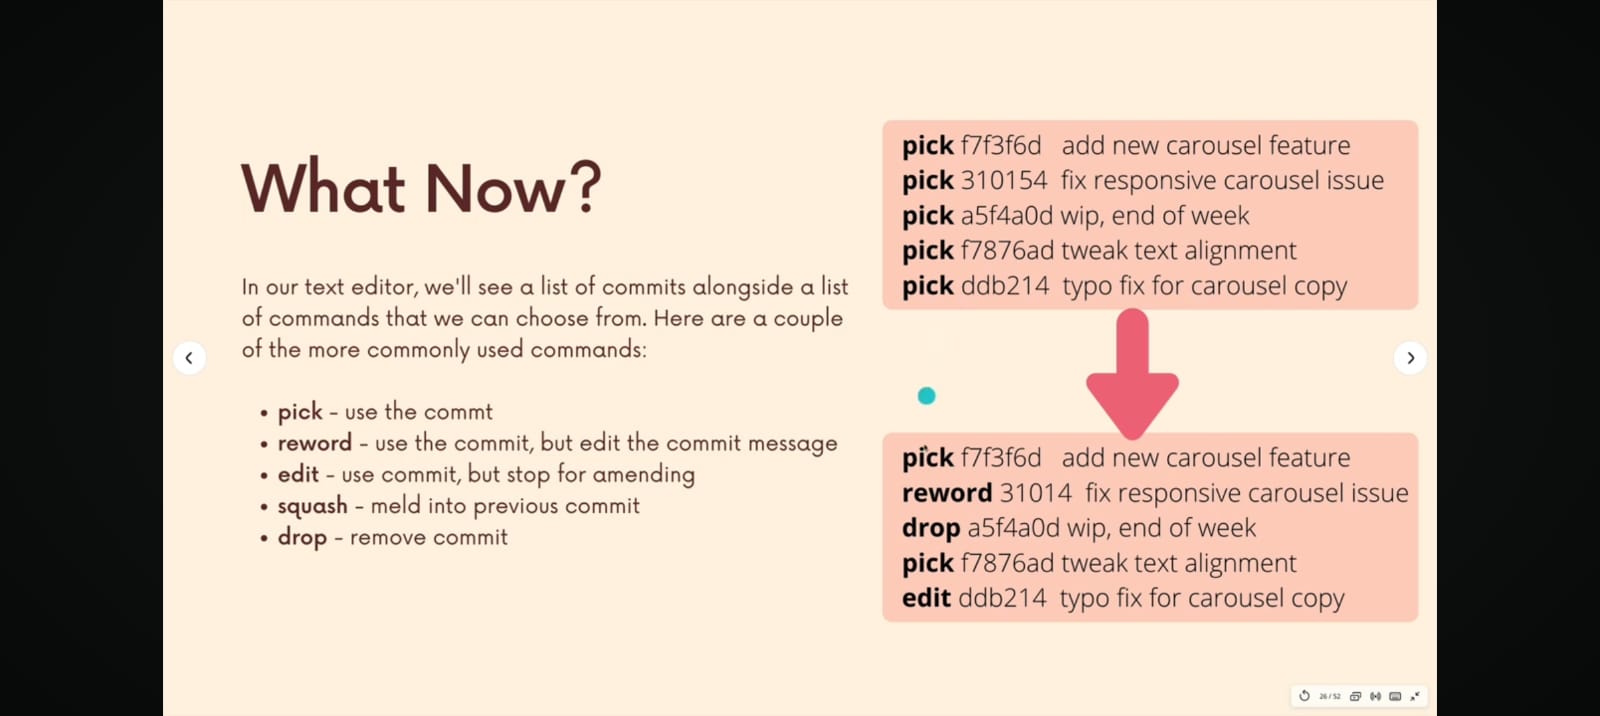 What Now?
In our text editor, we'll see a list of commits alongside a list
of commands that we can choose from. Here are a couple
of the more commonly used commands:
• pick - use the commt
• reword - use the commit, but edit the commit message
• edit - use commit, but stop for amending
• squash - meld into previous commit
• drop - remove commit
pick f7f3f6d add new carousel feature
pick 310154 fix responsive carousel issue
pick a5f4a0d wip, end of week
pick f7876ad tweak text alignment
pick ddb214 typo fix for carousel copy
pick f7f3f6d add new carousel feature
reword 31014 fix responsive carousel issue
drop a5f4a0d wip, end of week
pick f7876ad tweak text alignment
edit ddb214 typo fix for carousel copy
26 / 52